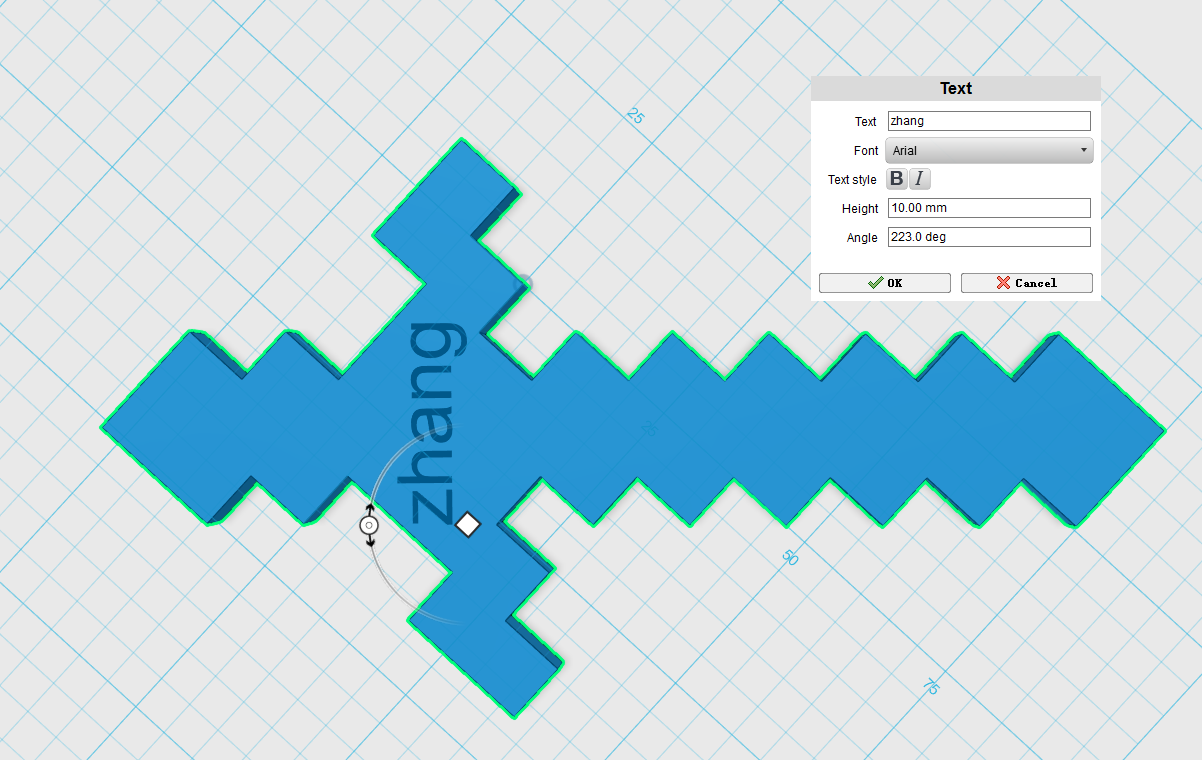 25
Text
Text zhang
Font Arial
Text style B I
Height 10.00 mm
Angle 223.0 deg
OK Cancel
zhang
25
50
75